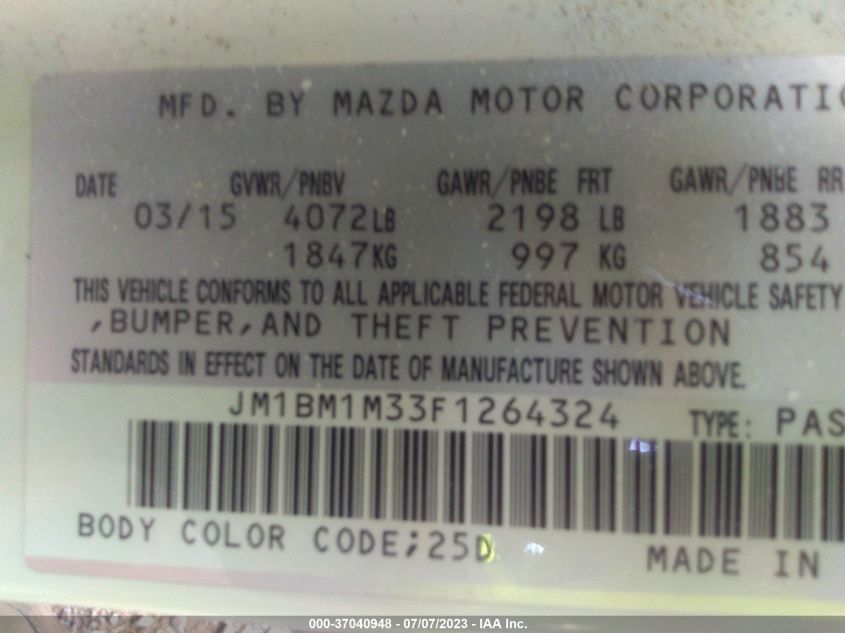 MFD. BY MAZDA MOTOR CORPORATIO
DATE GVWR/PNBV GAWR/PNBE FRT GAWR/PNBE RR
03/15 4072LB 2198 LB 1883
1847KG 997 KG 854
THIS VEHICLE CONFORMS TO ALL APPLICABLE FEDERAL MOTOR VEHICLE SAFETY
,BUMPER,AND THEFT PREVENTION
STANDARDS IN EFFECT ON THE DATE OF MANUFACTURE SHOWN ABOVE.
JM1BM1M33F1264324 TYPE: PAS
BODY COLOR CODE;25D
MADE IN
000-37040948 - 07/07/2023 - IAA Inc.